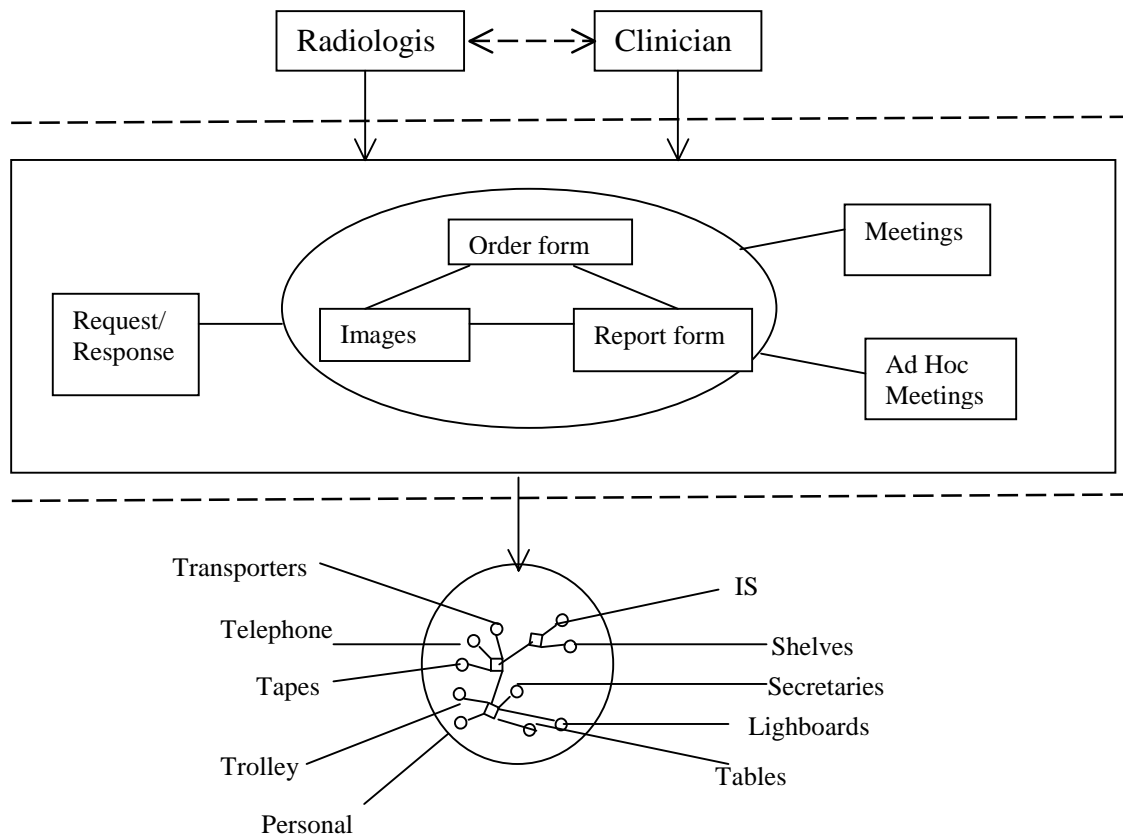 Radiologis
Clinician
Order form
Meetings
Request/
Response
Images
Report form
Ad Hoc
Meetings
Transporters
IS
Telephone
Shelves
Tapes
Secretaries
Lighboards
Trolley
Tables
Personal